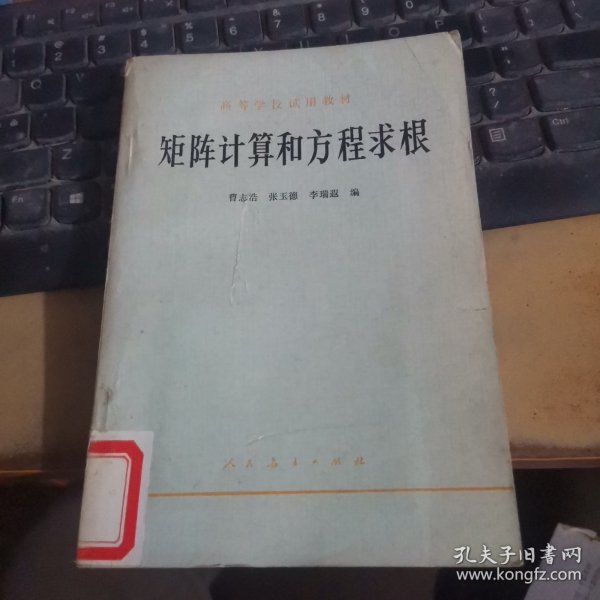 高等学校试用教材
矩阵计算和方程求根
曹志浩 张玉德 李瑞遐 编
人民教育出版社
孔夫子旧书网
www.kongfz.com